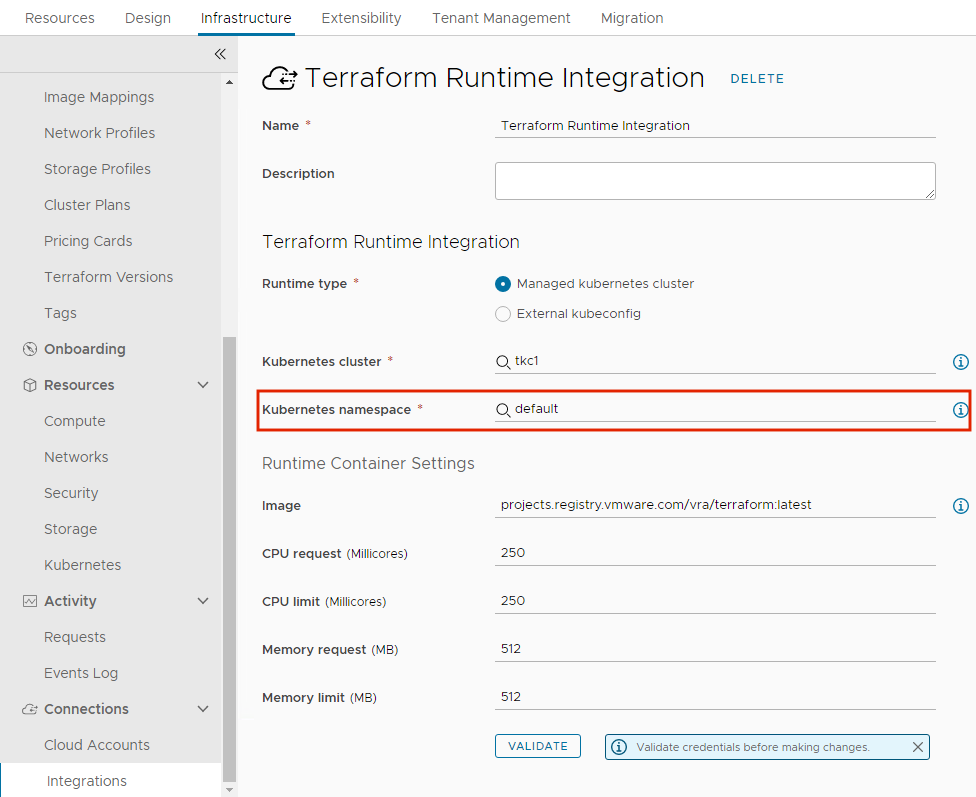 Resources Design Infrastructure Extensibility Tenant Management Migration
Image Mappings
Network Profiles
Storage Profiles
Cluster Plans
Pricing Cards
Terraform Versions
Tags
Onboarding
Resources
Compute
Networks
Security
Storage
Kubernetes
Activity
Requests
Events Log
Connections
Cloud Accounts
Integrations
Terraform Runtime Integration DELETE
Name * Terraform Runtime Integration
Description
Terraform Runtime Integration
Runtime type * Managed kubernetes cluster
External kubeconfig
Kubernetes cluster * tkc1
Kubernetes namespace * default
Runtime Container Settings
Image projects.registry.vmware.com/vra/terraform:latest
CPU request (Millicores) 250
CPU limit (Millicores) 250
Memory request (MB) 512
Memory limit (MB) 512
VALIDATE Validate credentials before making changes.